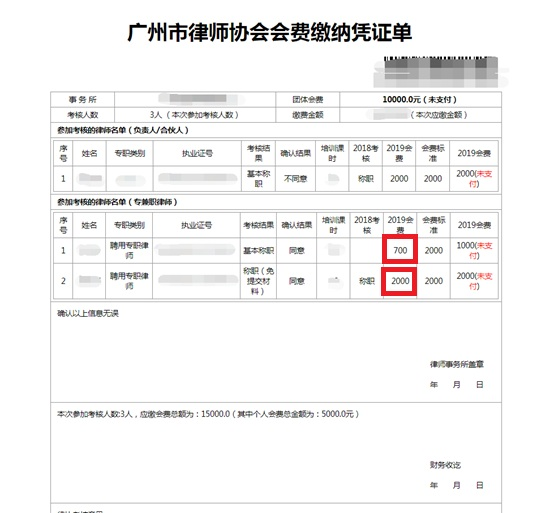 广州市律师协会会费缴纳凭证单
事务所 团体会费 10000.0元（未支付）
考核人数 3人（本次参加考核人数） 缴费金额 （本次应缴金额）
参加考核的律师名单（负责人/合伙人）
序号 姓名 专职类别 执业证号 考核结果 确认结果 培训课时 2018考核 2019会费 会费标准 2019会费
1 基本称职 不同意 称职 2000 2000 2000(未支付)
参加考核的律师名单（专兼职律师）
序号 姓名 专职类别 执业证号 考核结果 确认结果 培训课时 2018考核 2019会费 会费标准 2019会费
1 聘用专职律师 基本称职 同意 700 2000 1000(未支付)
2 聘用专职律师 称职（免提交材料） 同意 称职 2000 2000 2000(未支付)
确认以上信息无误
律师事务所盖章
年 月 日
本次参加考核人数:3人，应缴会费总额为：15000.0（其中个人会费总金额为：5000.0元）
财务收讫
年 月 日